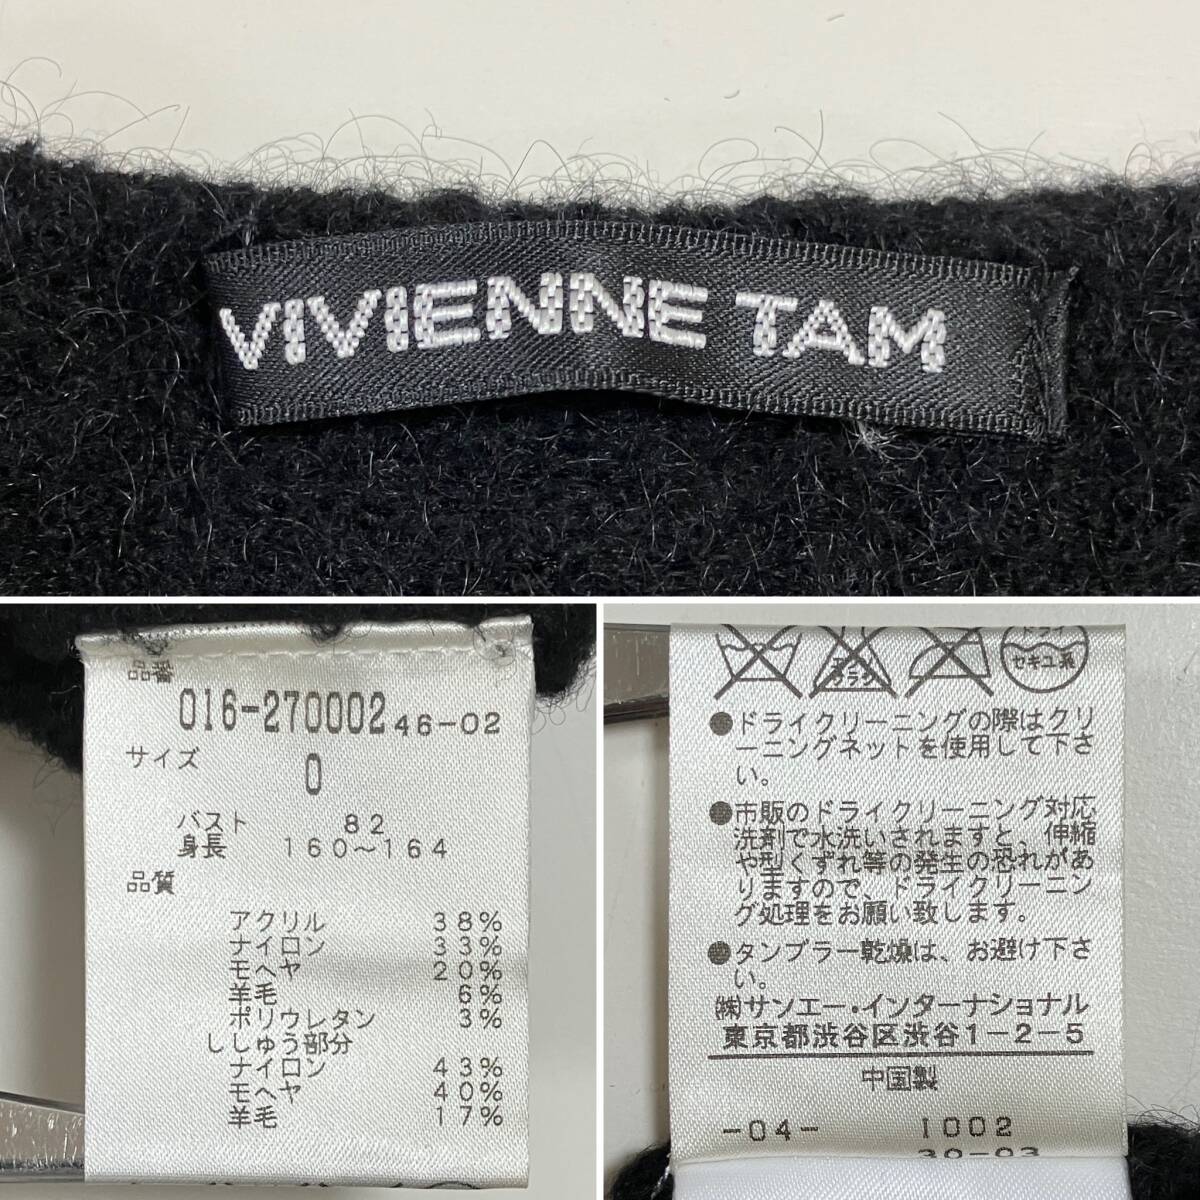 VIVIENNE TAM
品番
016-270002 46-02
サイズ
0
バスト 82
身長 160～164
品質
アクリル 38%
ナイロン 33%
モヘヤ 20%
羊毛 6%
ポリウレタン 3%
ししゅう部分
ナイロン 43%
モヘヤ 40%
羊毛 17%
ドライ
セキユ系
●ドライクリーニングの際はクリ
ーニングネットを使用して下さ
い。
●市販のドライクリーニング対応
洗剤で水洗いされますと、伸縮
や型くずれ等の発生の恐れがあ
りますので、ドライクリーニン
グ処理をお願い致します。
●タンブラー乾燥は、お避け下さ
い。
㈱サンエー・インターナショナル
東京都渋谷区渋谷1-2-5
中国製
-04- 1002
30-03